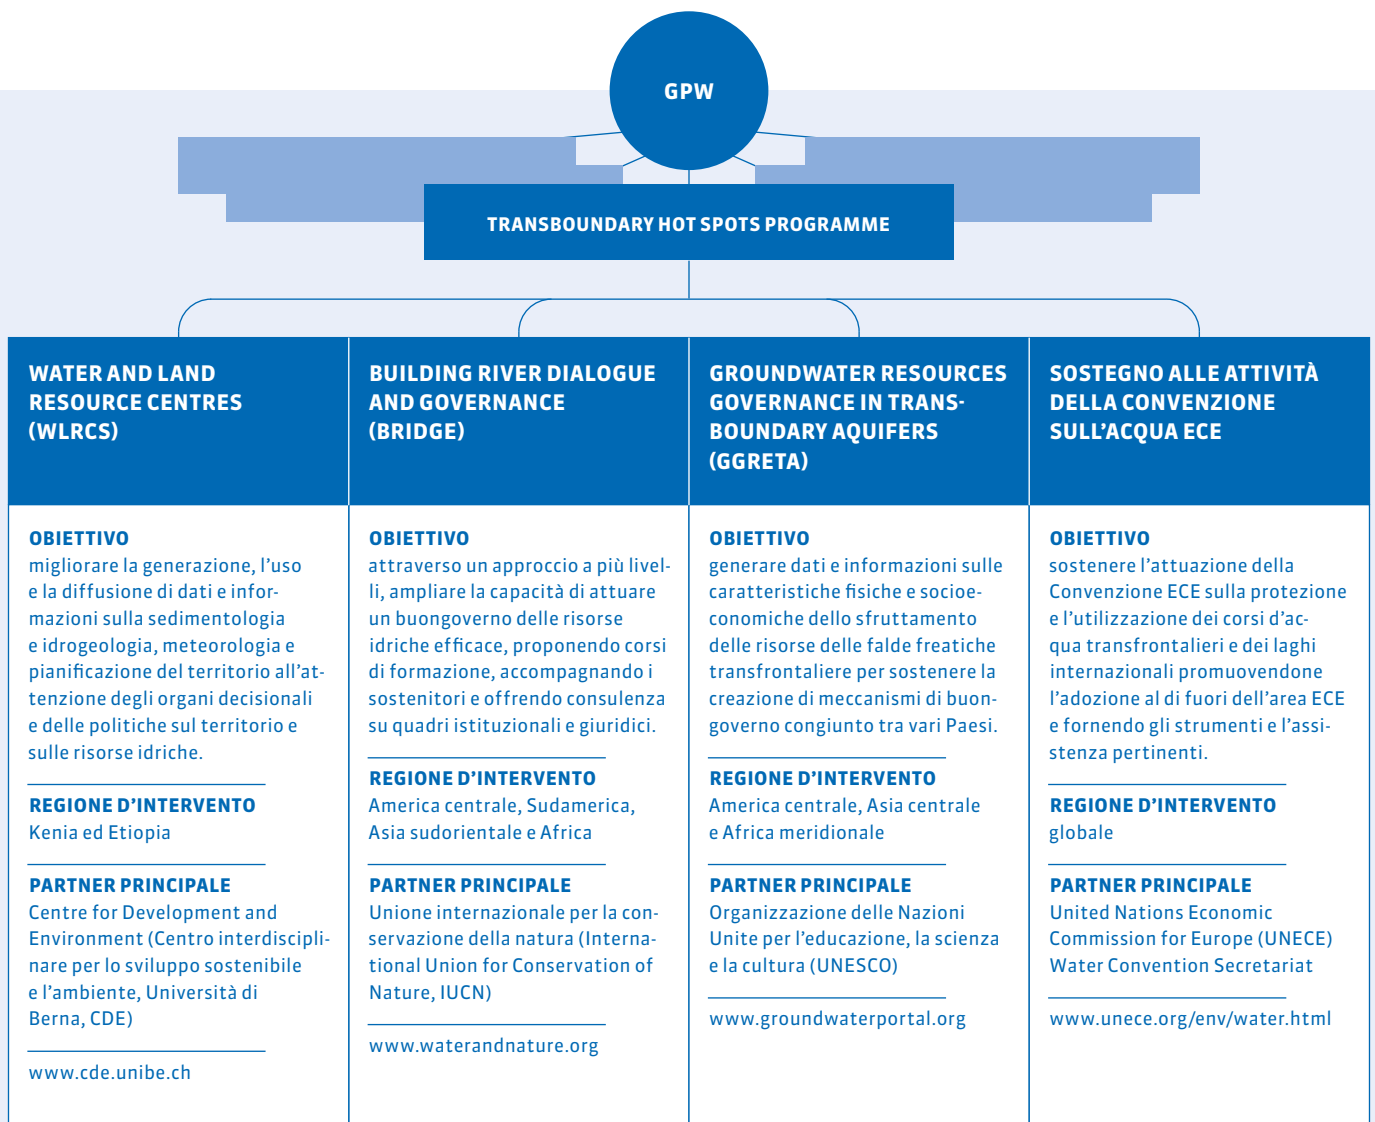 GPW
TRANSBOUNDARY HOT SPOTS PROGRAMME
WATER AND LAND
RESOURCE CENTRES
(WLRCS)
OBIETTIVO
migliorare la generazione, l’uso
e la diffusione di dati e infor-
mazioni sulla sedimentologia
e idrogeologia, meteorologia e
pianificazione del territorio all’at-
tenzione degli organi decisionali
e delle politiche sul territorio e
sulle risorse idriche.
REGIONE D’INTERVENTO
Kenia ed Etiopia
PARTNER PRINCIPALE
Centre for Development and
Environment (Centro interdiscipli-
nare per lo sviluppo sostenibile
e l’ambiente, Università di
Berna, CDE)
www.cde.unibe.ch
BUILDING RIVER DIALOGUE
AND GOVERNANCE
(BRIDGE)
OBIETTIVO
attraverso un approccio a più livel-
li, ampliare la capacità di attuare
un buongoverno delle risorse
idriche efficace, proponendo corsi
di formazione, accompagnando i
sostenitori e offrendo consulenza
su quadri istituzionali e giuridici.
REGIONE D’INTERVENTO
America centrale, Sudamerica,
Asia sudorientale e Africa
PARTNER PRINCIPALE
Unione internazionale per la con-
servazione della natura (Interna-
tional Union for Conservation of
Nature, IUCN)
www.waterandnature.org
GROUNDWATER RESOURCES
GOVERNANCE IN TRANS-
BOUNDARY AQUIFERS
(GGRETA)
OBIETTIVO
generare dati e informazioni sulle
caratteristiche fisiche e socioe-
conomiche dello sfruttamento
delle risorse delle falde freatiche
transfrontaliere per sostenere la
creazione di meccanismi di buon-
governo congiunto tra vari Paesi.
REGIONE D’INTERVENTO
America centrale, Asia centrale
e Africa meridionale
PARTNER PRINCIPALE
Organizzazione delle Nazioni
Unite per l’educazione, la scienza
e la cultura (UNESCO)
www.groundwaterportal.org
SOSTEGNO ALLE ATTIVITÀ
DELLA CONVENZIONE
SULL’ACQUA ECE
OBIETTIVO
sostenere l’attuazione della
Convenzione ECE sulla protezione
e l’utilizzazione dei corsi d’ac-
qua transfrontalieri e dei laghi
internazionali promuovendone
l’adozione al di fuori dell’area ECE
e fornendo gli strumenti e l’assi-
stenza pertinenti.
REGIONE D’INTERVENTO
globale
PARTNER PRINCIPALE
United Nations Economic
Commission for Europe (UNECE)
Water Convention Secretariat
www.unece.org/env/water.html